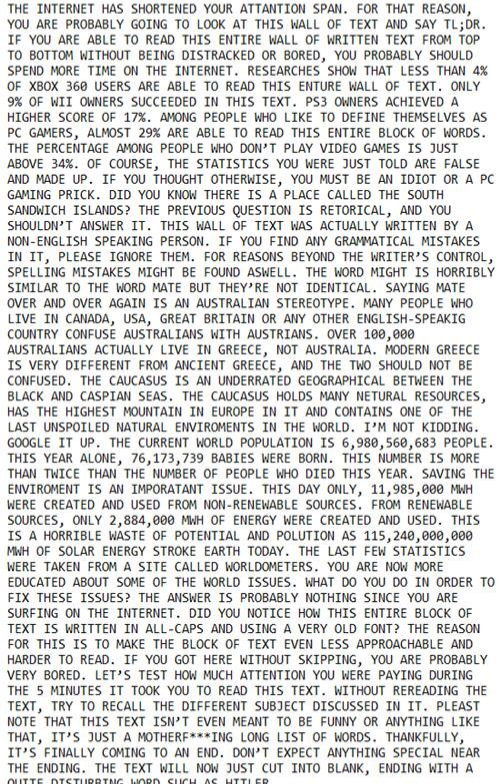 THE INTERNET HAS SHORTENED YOUR ATTANTION SPAN. FOR THAT REASON,
YOU ARE PROBABLY GOING TO LOOK AT THIS WALL OF TEXT AND SAY TL;DR.
IF YOU ARE ABLE TO READ THIS ENTIRE WALL OF WRITTEN TEXT FROM TOP
TO BOTTOM WITHOUT BEING DISTRACKED OR BORED, YOU PROBABLY SHOULD
SPEND MORE TIME ON THE INTERNET. RESEARCHES SHOW THAT LESS THAN 4%
OF XBOX 360 USERS ARE ABLE TO READ THIS ENTURE WALL OF TEXT. ONLY
9% OF WII OWNERS SUCCEEDED IN THIS TEXT. PS3 OWNERS ACHIEVED A
HIGHER SCORE OF 17%. AMONG PEOPLE WHO LIKE TO DEFINE THEMSELVES AS
PC GAMERS, ALMOST 29% ARE ABLE TO READ THIS ENTIRE BLOCK OF WORDS.
THE PERCENTAGE AMONG PEOPLE WHO DON'T PLAY VIDEO GAMES IS JUST
ABOVE 34%. OF COURSE, THE STATISTICS YOU WERE JUST TOLD ARE FALSE
AND MADE UP. IF YOU THOUGHT OTHERWISE, YOU MUST BE AN IDIOT OR A PC
GAMING PRICK. DID YOU KNOW THERE IS A PLACE CALLED THE SOUTH
SANDWICH ISLANDS? THE PREVIOUS QUESTION IS RETORICAL, AND YOU
SHOULDN'T ANSWER IT. THIS WALL OF TEXT WAS ACTUALLY WRITTEN BY A
NON-ENGLISH SPEAKING PERSON. IF YOU FIND ANY GRAMMATICAL MISTAKES
IN IT, PLEASE IGNORE THEM. FOR REASONS BEYOND THE WRITER'S CONTROL,
SPELLING MISTAKES MIGHT BE FOUND ASWELL. THE WORD MIGHT IS HORRIBLY
SIMILAR TO THE WORD MATE BUT THEY'RE NOT IDENTICAL. SAYING MATE
OVER AND OVER AGAIN IS AN AUSTRALIAN STEREOTYPE. MANY PEOPLE WHO
LIVE IN CANADA, USA, GREAT BRITAIN OR ANY OTHER ENGLISH-SPEAKIG
COUNTRY CONFUSE AUSTRALIANS WITH AUSTRIANS. OVER 100,000
AUSTRALIANS ACTUALLY LIVE IN GREECE, NOT AUSTRALIA. MODERN GREECE
IS VERY DIFFERENT FROM ANCIENT GREECE, AND THE TWO SHOULD NOT BE
CONFUSED. THE CAUCASUS IS AN UNDERRATED GEOGRAPHICAL BETWEEN THE
BLACK AND CASPIAN SEAS. THE CAUCASUS HOLDS MANY NETURAL RESOURCES,
HAS THE HIGHEST MOUNTAIN IN EUROPE IN IT AND CONTAINS ONE OF THE
LAST UNSPOILED NATURAL ENVIROMENTS IN THE WORLD. I'M NOT KIDDING.
GOOGLE IT UP. THE CURRENT WORLD POPULATION IS 6,980,560,683 PEOPLE.
THIS YEAR ALONE, 76,173,739 BABIES WERE BORN. THIS NUMBER IS MORE
THAN TWICE THAN THE NUMBER OF PEOPLE WHO DIED THIS YEAR. SAVING THE
ENVIROMENT IS AN IMPORATANT ISSUE. THIS DAY ONLY, 11,985,000 MWH
WERE CREATED AND USED FROM NON-RENEWABLE SOURCES. FROM RENEWABLE
SOURCES, ONLY 2,884,000 MWH OF ENERGY WERE CREATED AND USED. THIS
IS A HORRIBLE WASTE OF POTENTIAL AND POLUTION AS 115,240,000,000
MWH OF SOLAR ENERGY STROKE EARTH TODAY. THE LAST FEW STATISTICS
WERE TAKEN FROM A SITE CALLED WORLDOMETERS. YOU ARE NOW MORE
EDUCATED ABOUT SOME OF THE WORLD ISSUES. WHAT DO YOU DO IN ORDER TO
FIX THESE ISSUES? THE ANSWER IS PROBABLY NOTHING SINCE YOU ARE
SURFING ON THE INTERNET. DID YOU NOTICE HOW THIS ENTIRE BLOCK OF
TEXT IS WRITTEN IN ALL-CAPS AND USING A VERY OLD FONT? THE REASON
FOR THIS IS TO MAKE THE BLOCK OF TEXT EVEN LESS APPROACHABLE AND
HARDER TO READ. IF YOU GOT HERE WITHOUT SKIPPING, YOU ARE PROBABLY
VERY BORED. LET'S TEST HOW MUCH ATTENTION YOU WERE PAYING DURING
THE 5 MINUTES IT TOOK YOU TO READ THIS TEXT. WITHOUT REREADING THE
TEXT, TRY TO RECALL THE DIFFERENT SUBJECT DISCUSSED IN IT. PLEAST
NOTE THAT THIS TEXT ISN'T EVEN MEANT TO BE FUNNY OR ANYTHING LIKE
THAT, IT'S JUST A MOTHERF***ING LONG LIST OF WORDS. THANKFULLY,
IT'S FINALLY COMING TO AN END. DON'T EXPECT ANYTHING SPECIAL NEAR
THE ENDING. THE TEXT WILL NOW JUST CUT INTO BLANK, ENDING WITH A
QUITE DISTURBING WORD SUCH AS HITLER